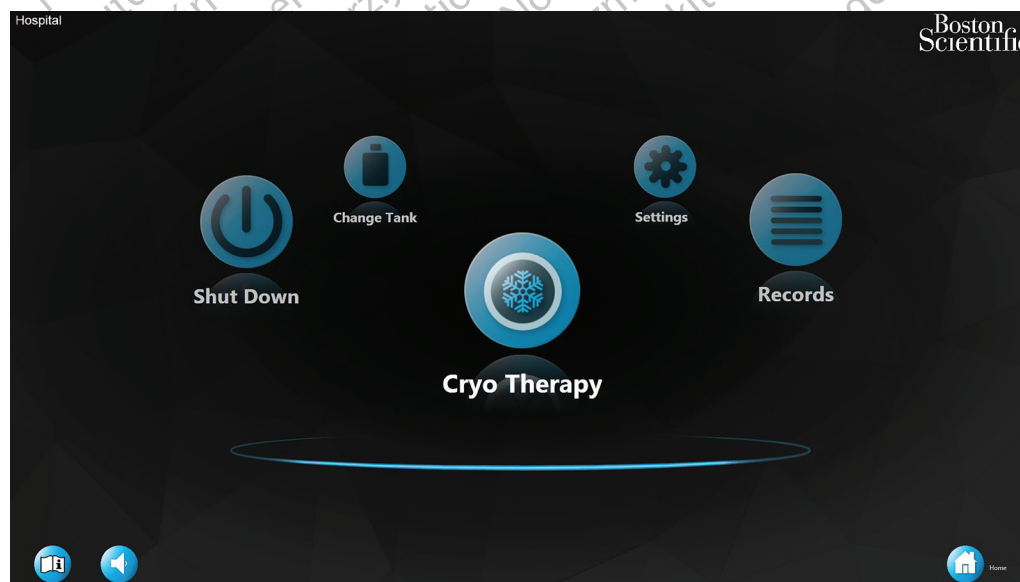 Hospital
Boston
Scientific
Change Tank
Settings
Shut Down
Records
Cryo Therapy
Home